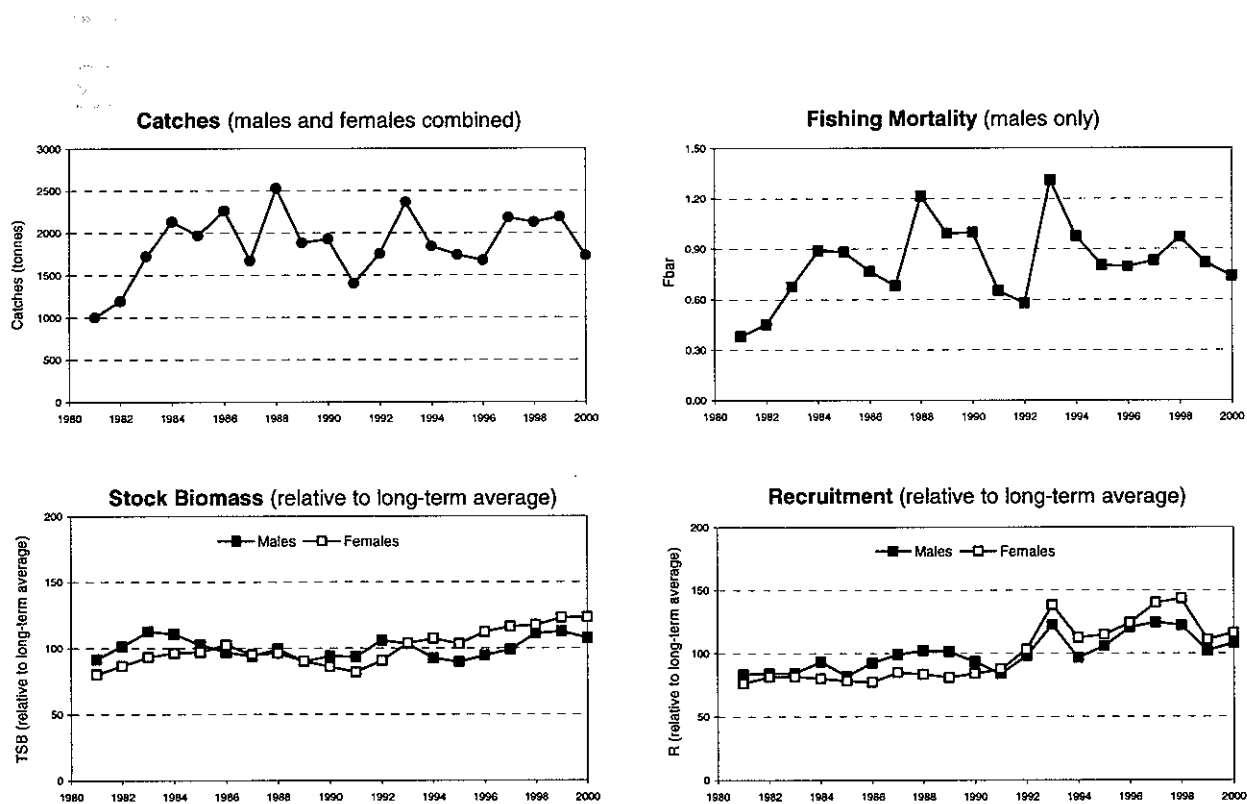 Catches (males and females combined)
3000
2500
2000
1500
1000
500
0
Catches (tonnes)
1980 1982 1984 1986 1988 1990 1992 1994 1996 1998 2000
Fishing Mortality (males only)
1.50
1.20
0.90
0.60
0.30
0.00
Fbar
1980 1982 1984 1986 1988 1990 1992 1994 1996 1998 2000
Stock Biomass (relative to long-term average)
200
150
100
50
0
TSB (relative to long-term average)
Males Females
1980 1982 1984 1986 1988 1990 1992 1994 1996 1998 2000
Recruitment (relative to long-term average)
200
150
100
50
0
R (relative to long-term average)
Males Females
1980 1982 1984 1986 1988 1990 1992 1994 1996 1998 2000